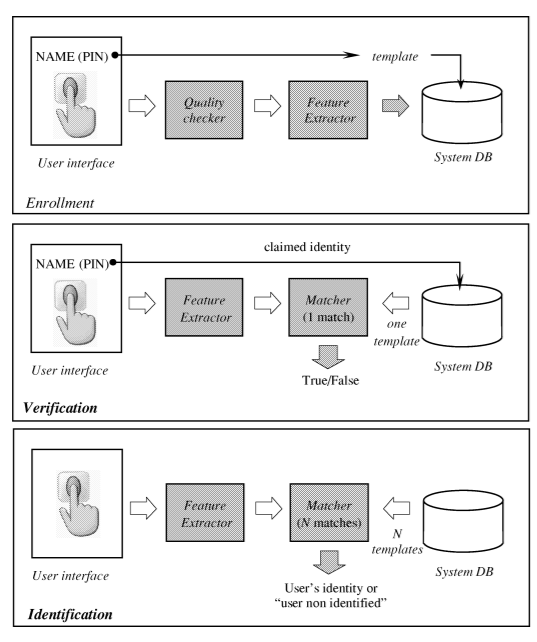 NAME (PIN)
template
Quality
checker
Feature
Extractor
User interface
System DB
Enrollment
claimed identity
NAME (PIN)
Feature
Extractor
Matcher
(1 match)
one
template
User interface
System DB
True/False
Verification
Feature
Extractor
Matcher
(N matches)
N
templates
User interface
System DB
User's identity or
“user non identified”
Identification